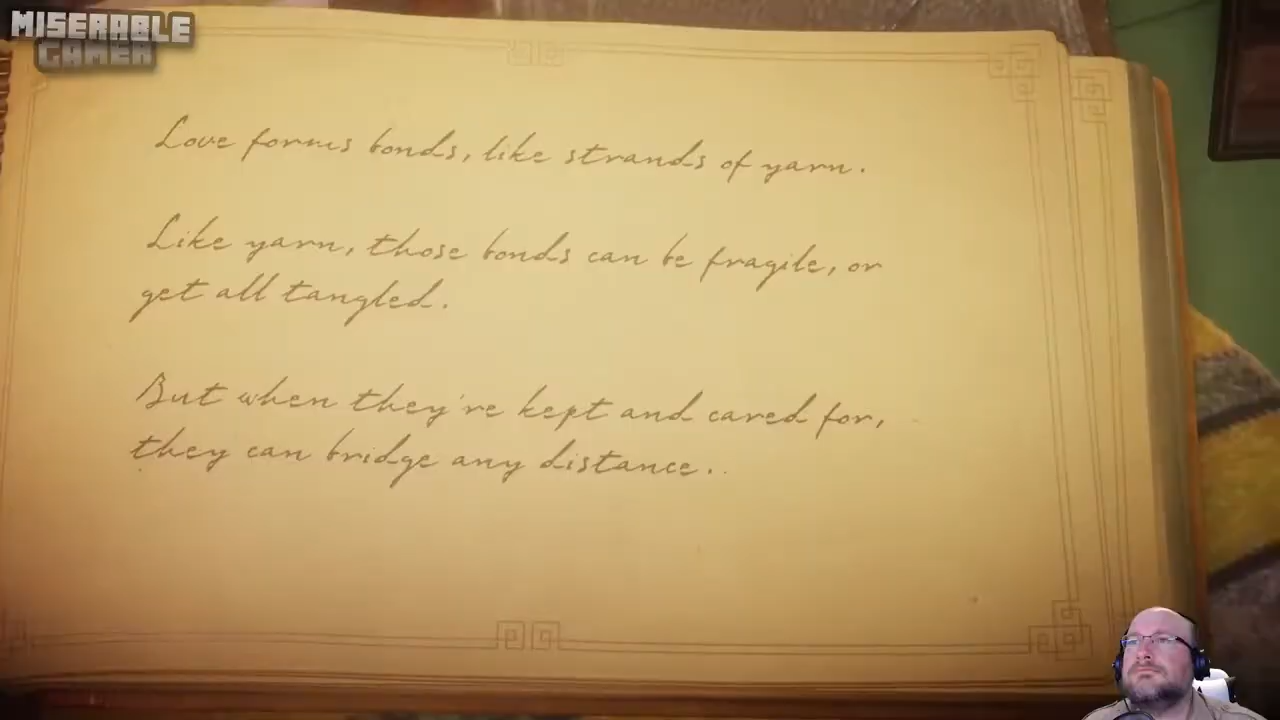 MISERABLE
GAMER
Love forms bonds, like strands of yarn.
Like yarn, those bonds can be fragile, or
get all tangled.
But when they're kept and cared for,
they can bridge any distance.